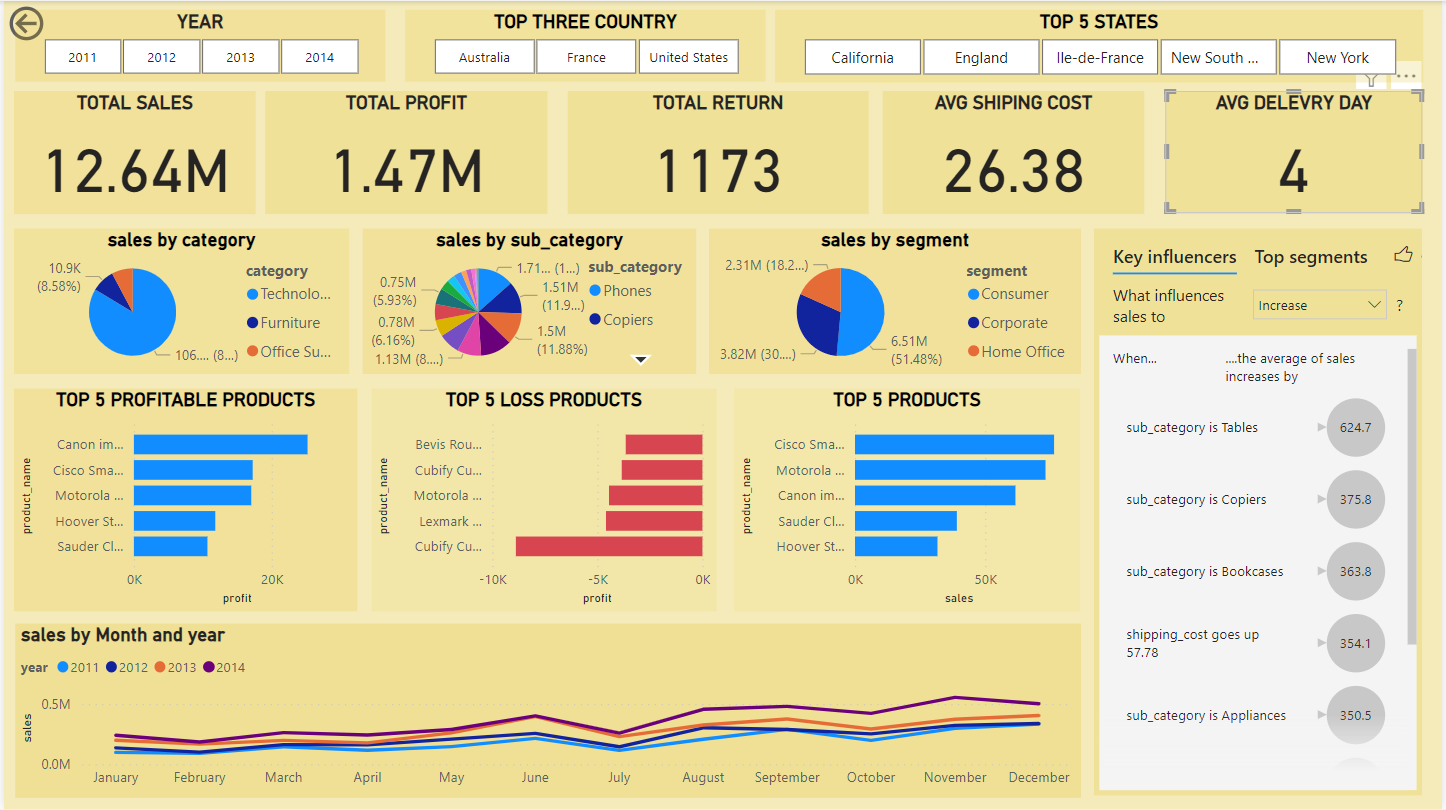 YEAR
2011 2012 2013 2014
TOP THREE COUNTRY
Australia France United States
TOP 5 STATES
California England Ile-de-France New South ... New York
TOTAL SALES
12.64M
TOTAL PROFIT
1.47M
TOTAL RETURN
1173
AVG SHIPING COST
26.38
AVG DELEVRY DAY
4
sales by category
10.9K
(8.58%)
106.... (8...)
category
Technolo...
Furniture
Office Su...
sales by sub_category
1.71... (1...)
1.51M
(11.9...)
1.5M
(11.88%)
1.13M (8....)
0.78M
(6.16%)
0.75M
(5.93%)
sub_category
Phones
Copiers
sales by segment
2.31M (18.2...)
3.82M (30....)
6.51M
(51.48%)
segment
Consumer
Corporate
Home Office
Key influencers Top segments
What influences
sales to
Increase
?
When...
....the average of sales
increases by
sub_category is Tables 624.7
sub_category is Copiers 375.8
sub_category is Bookcases 363.8
shipping_cost goes up
57.78
354.1
sub_category is Appliances 350.5
TOP 5 PROFITABLE PRODUCTS
product_name
Canon im...
Cisco Sma...
Motorola ...
Hoover St...
Sauder Cl...
0K 20K
profit
TOP 5 LOSS PRODUCTS
product_name
Bevis Rou...
Cubify Cu...
Motorola ...
Lexmark ...
Cubify Cu...
-10K -5K 0K
profit
TOP 5 PRODUCTS
product_name
Cisco Sma...
Motorola ...
Canon im...
Sauder Cl...
Hoover St...
0K 50K
sales
sales by Month and year
year 2011 2012 2013 2014
sales
0.5M
0.0M
January February March April May June July August September October November December